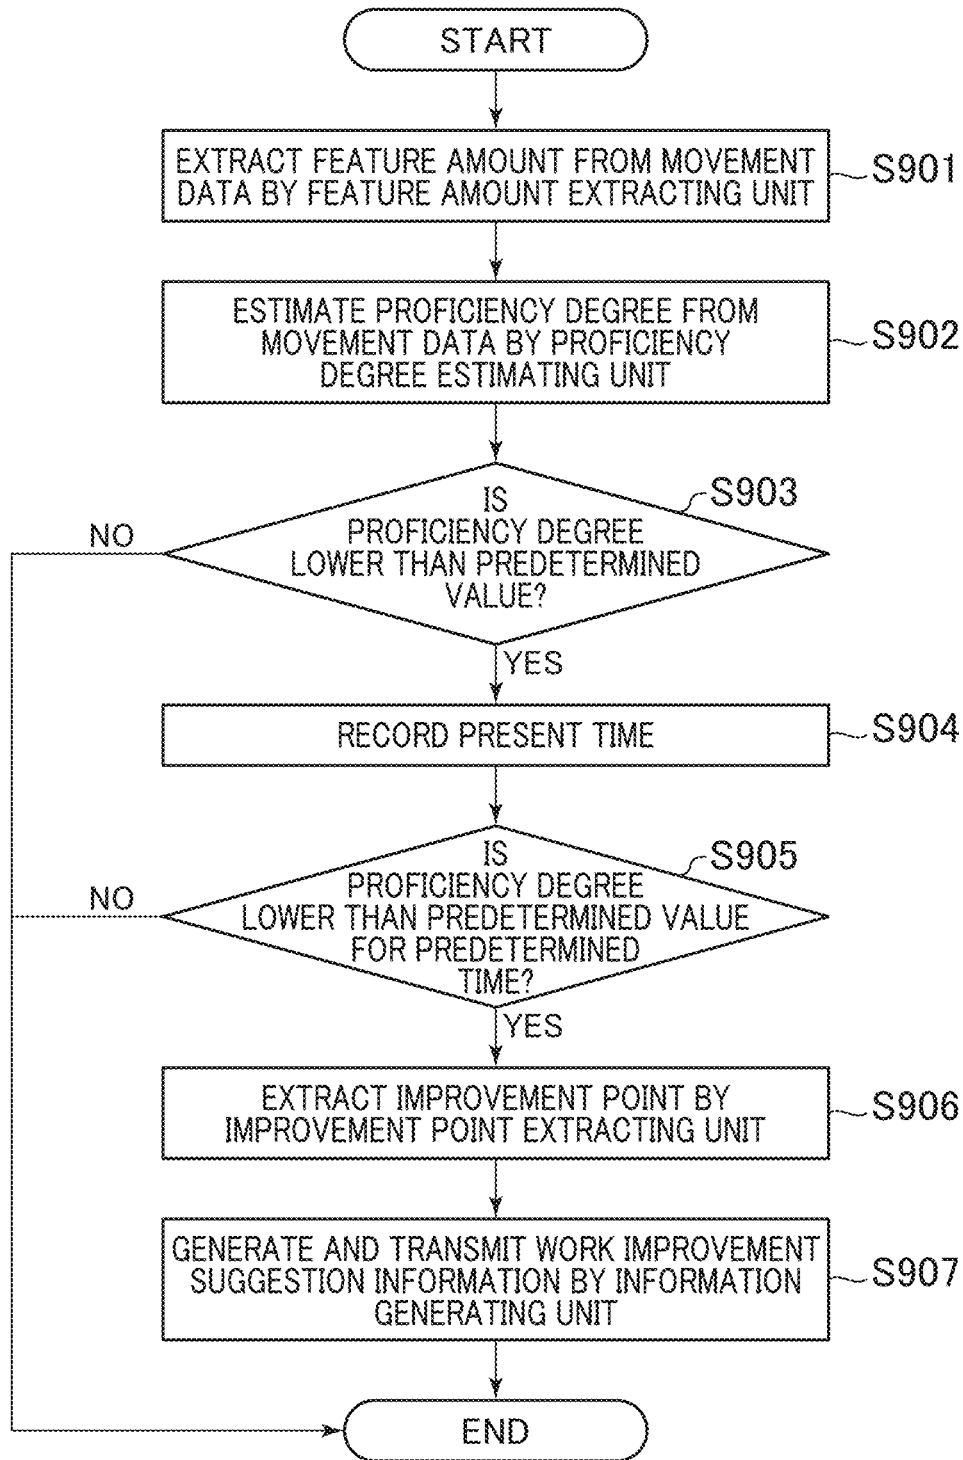 START
EXTRACT FEATURE AMOUNT FROM MOVEMENT
DATA BY FEATURE AMOUNT EXTRACTING UNIT
S901
ESTIMATE PROFICIENCY DEGREE FROM
MOVEMENT DATA BY PROFICIENCY
DEGREE ESTIMATING UNIT
S902
IS
PROFICIENCY DEGREE
LOWER THAN PREDETERMINED
VALUE?
S903
NO
YES
RECORD PRESENT TIME
S904
IS
PROFICIENCY DEGREE
LOWER THAN PREDETERMINED VALUE
FOR PREDETERMINED
TIME?
S905
NO
YES
EXTRACT IMPROVEMENT POINT BY
IMPROVEMENT POINT EXTRACTING UNIT
S906
GENERATE AND TRANSMIT WORK IMPROVEMENT
SUGGESTION INFORMATION BY INFORMATION
GENERATING UNIT
S907
END